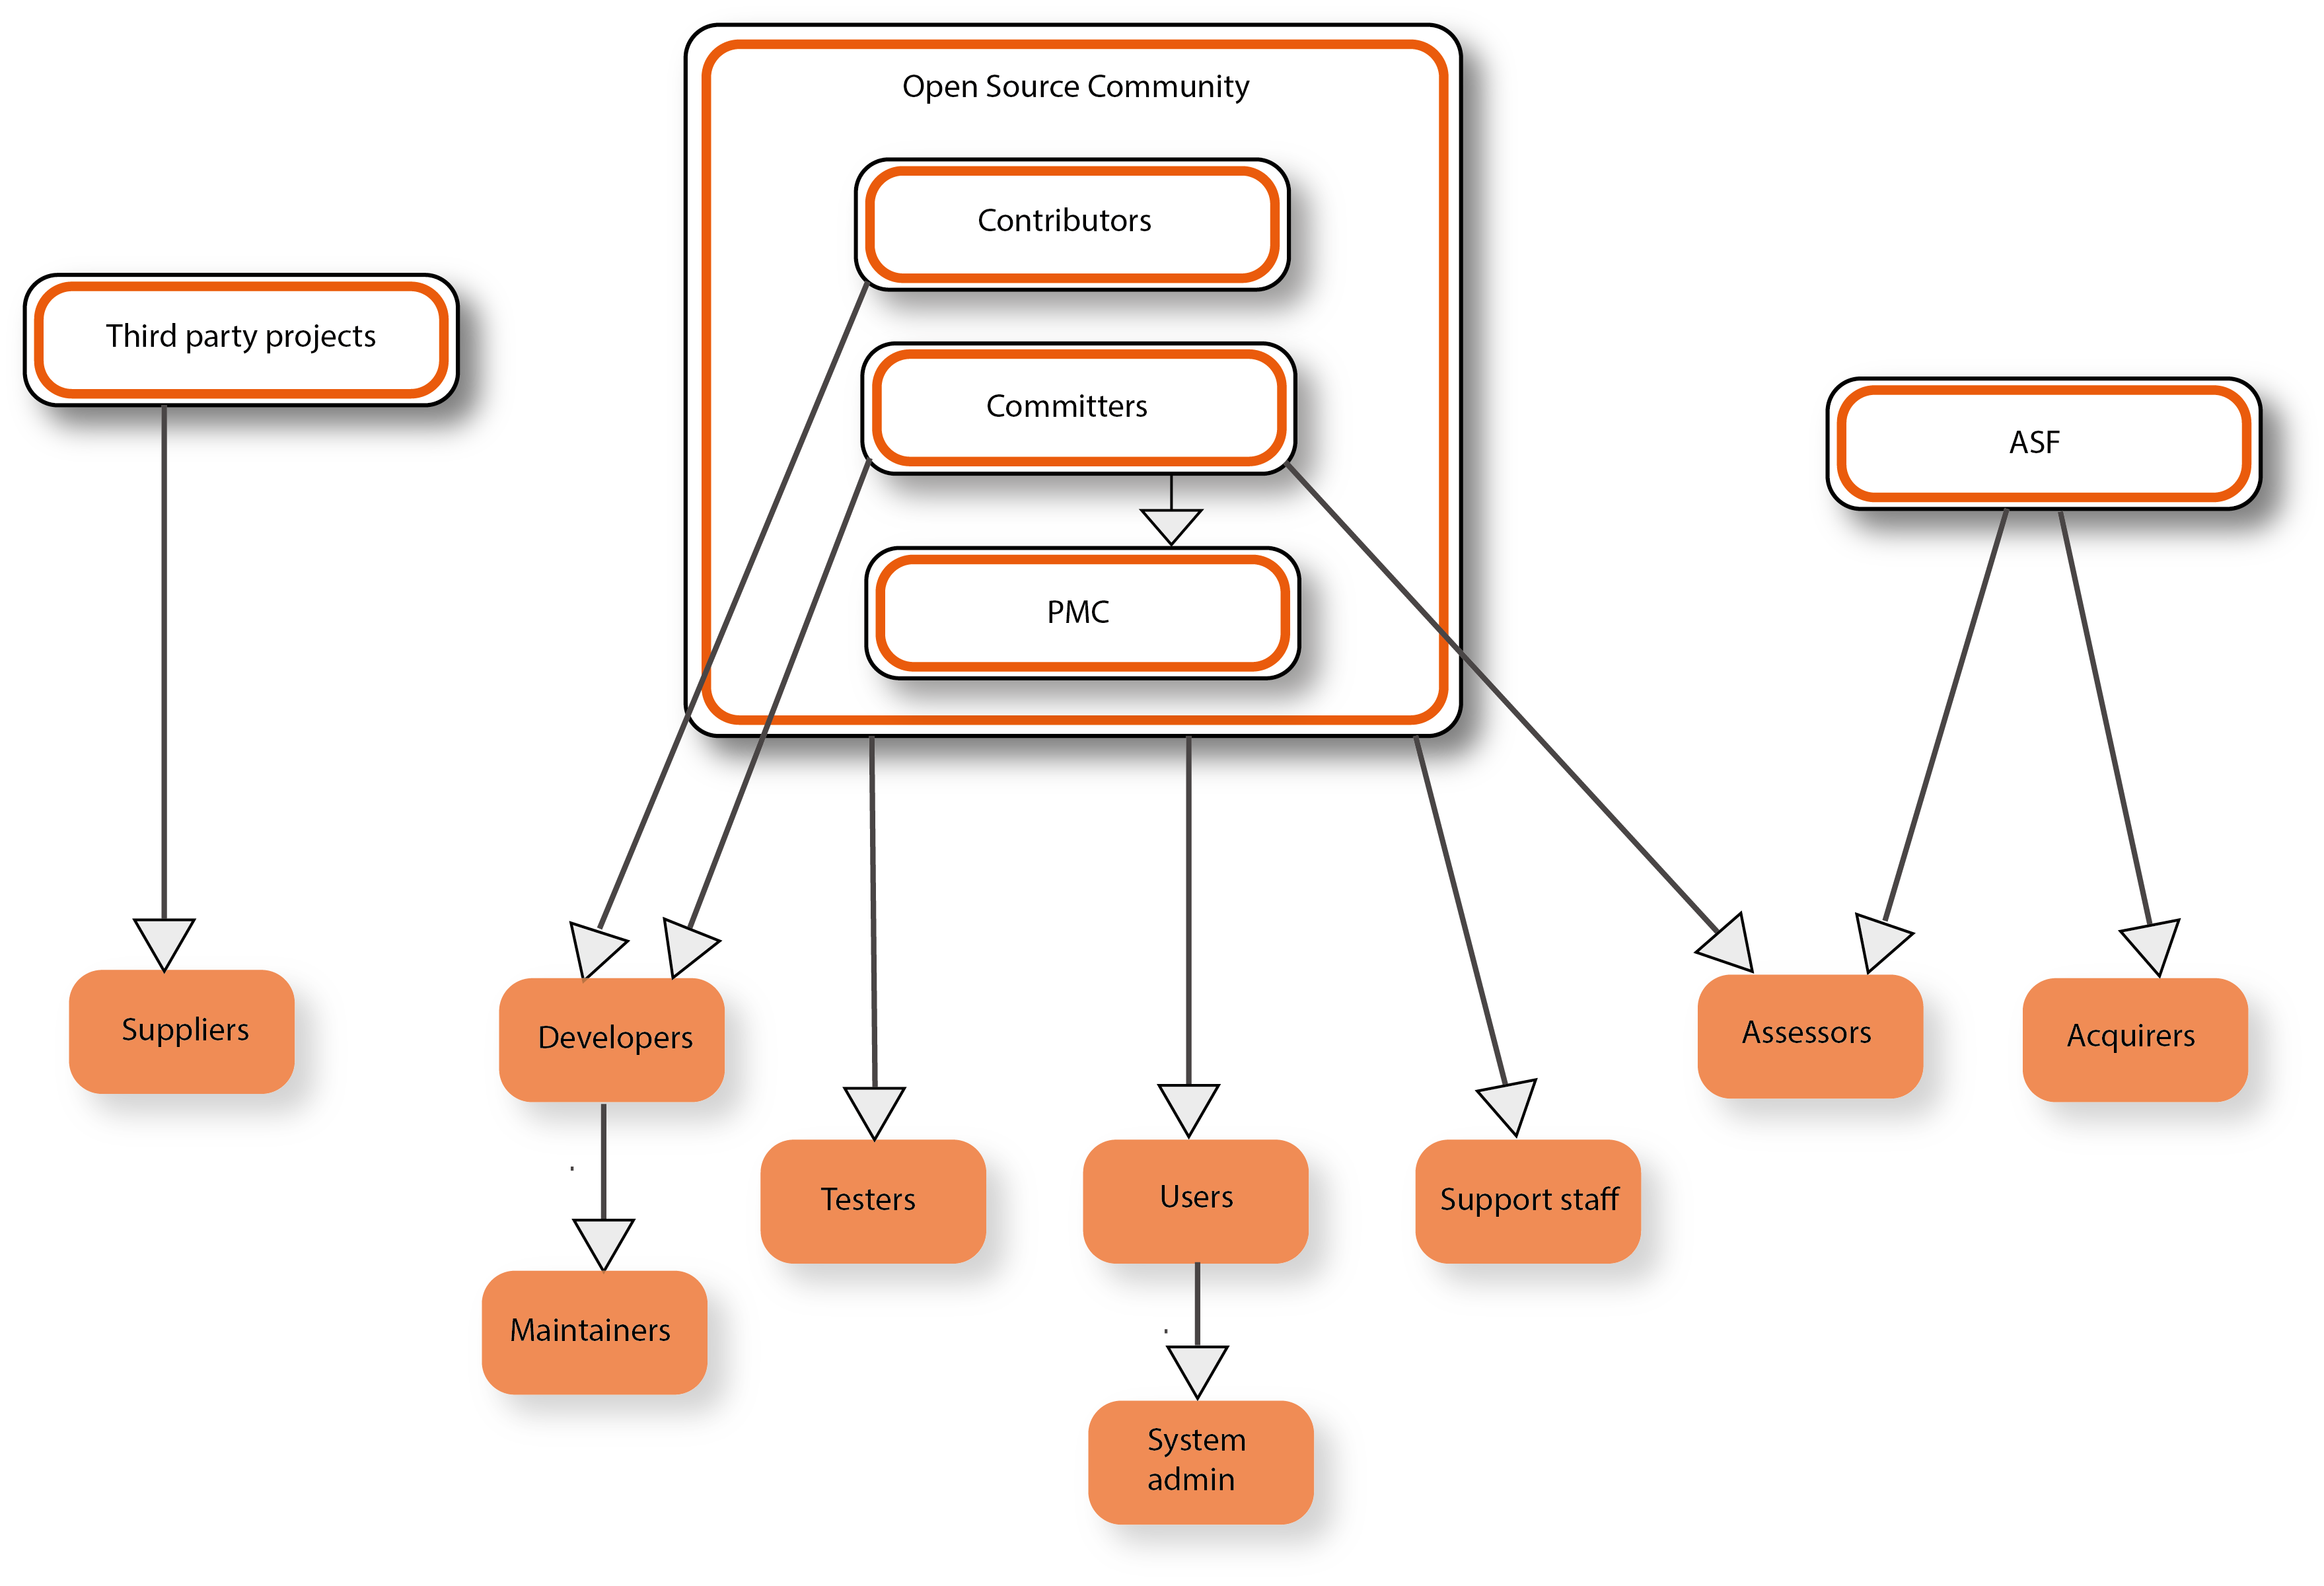 Open Source Community
Contributors
Third party projects
Committers
ASF
PMC
Suppliers
Developers
Assessors
Acquirers
Testers
Users
Support staff
Maintainers
System
admin